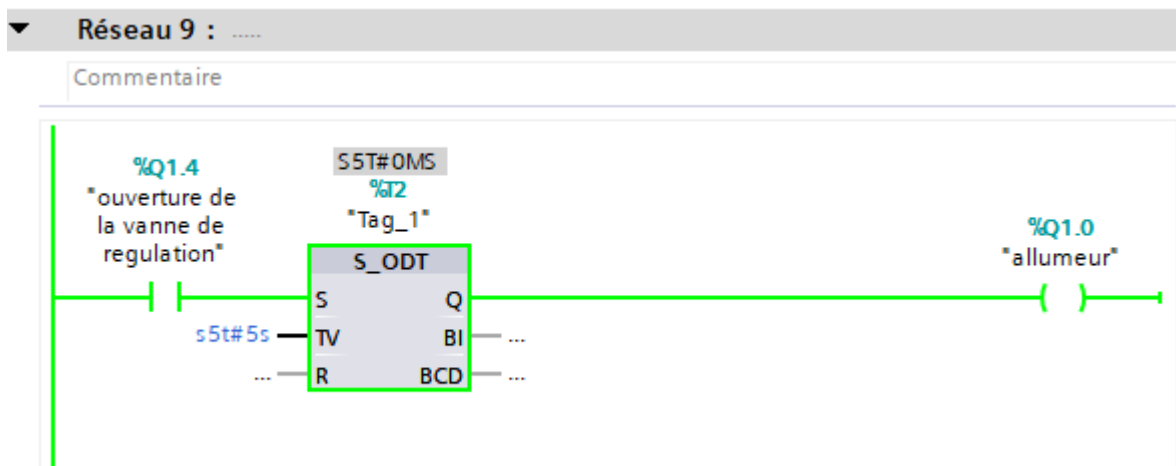 Réseau 9 : .....
Commentaire
%Q1.4
"ouverture de
la vanne de
regulation"
S5T#0MS
%T2
"Tag_1"
S_ODT
%Q1.0
"allumeur"
S Q
s5t#5s TV BI ...
... R BCD ...